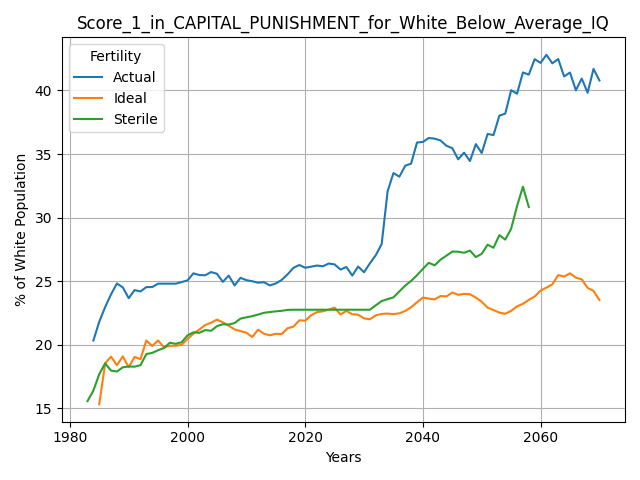 Score_1_in_CAPITAL_PUNISHMENT_for_White_Below_Average_IQ
Fertility
Actual
Ideal
Sterile
% of White Population
40
35
30
25
20
15
1980 2000 2020 2040 2060
Years